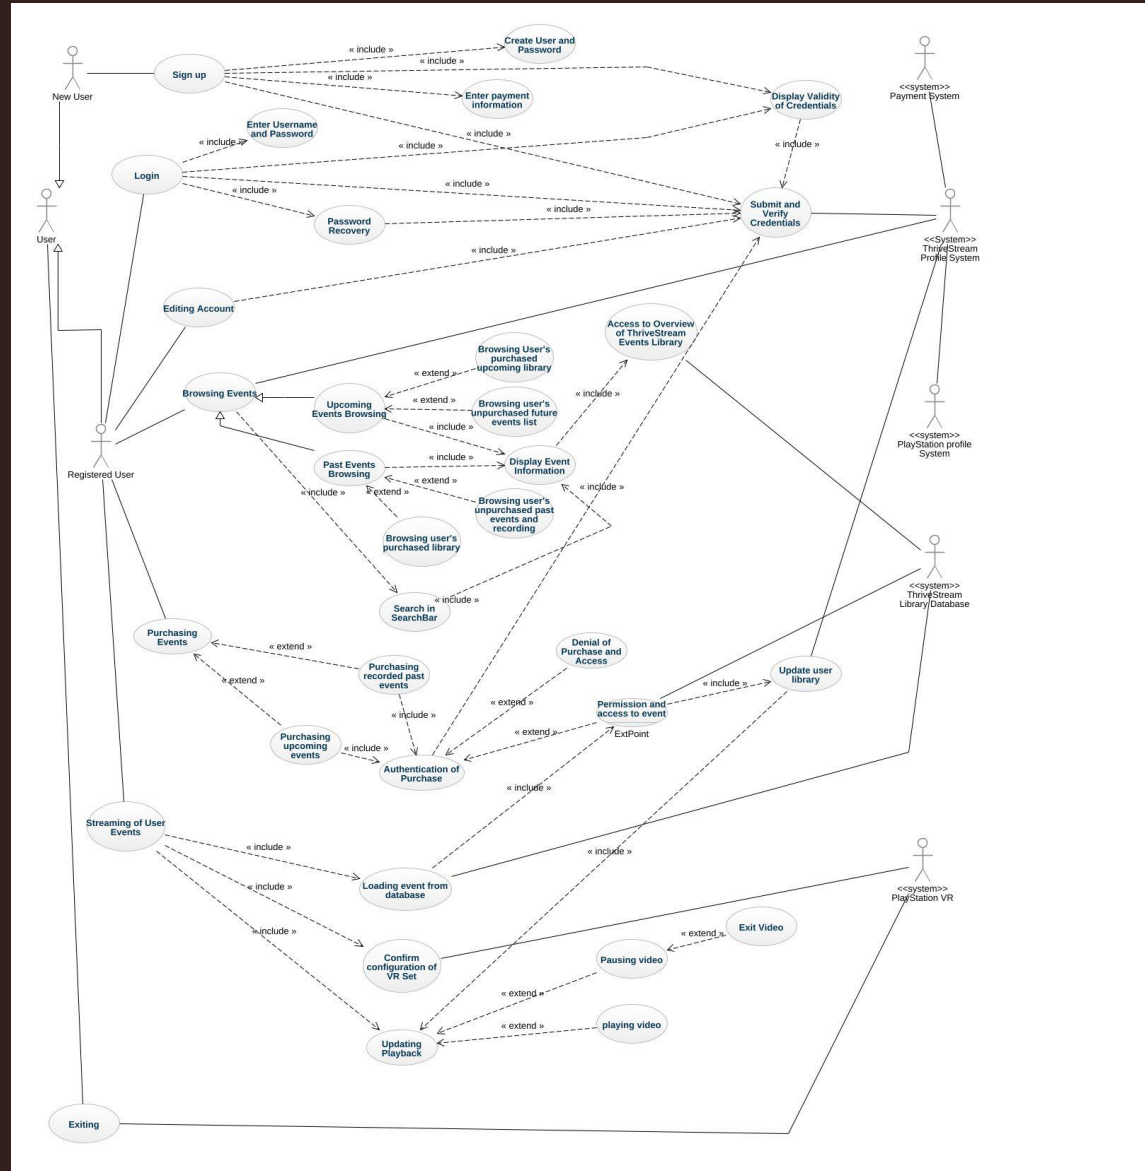 Create User and
Password
« include »
« include »
Sign up
« include »
New User
Enter payment
information
Display Validity
of Credentials
<<system>>
Payment System
Enter Username
and Password
« include »
« include »
« include »
« include »
Login
« include »
« include »
Password
Recovery
« include »
Submit and
Verify
Credentials
User
« include »
<<System>>
ThriveStream
Profile System
Editing Account
Access to Overview
of ThriveStream
Events Library
Browsing User's
purchased
upcoming library
« extend »
Browsing Events
Upcoming
Events Browsing
« extend »
Browsing user's
unpurchased future
events list
« include »
« include »
<<system>>
PlayStation profile
System
Registered User
Past Events
Browsing
« include »
Display Event
Information
« extend »
« include »
« extend »
« include »
Browsing user's
unpurchased past
events and
recording
Browsing user's
purchased library
<<system>>
ThriveStream
Library Database
Search in
SearchBar
« include »
Purchasing
Events
« extend »
Denial of
Purchase and
Access
Purchasing
recorded past
events
« extend »
Update user
library
« include »
« extend »
Permission and
access to event
ExtPoint
« include »
« extend »
Purchasing
upcoming
events
« include »
Authentication of
Purchase
« include »
Streaming of User
Events
« include »
« include »
Loading event from
database
« include »
<<system>>
PlayStation VR
« include »
Exit Video
« extend »
Confirm
configuration of
VR Set
Pausing video
« extend »
playing video
« extend »
Updating
Playback
Exiting